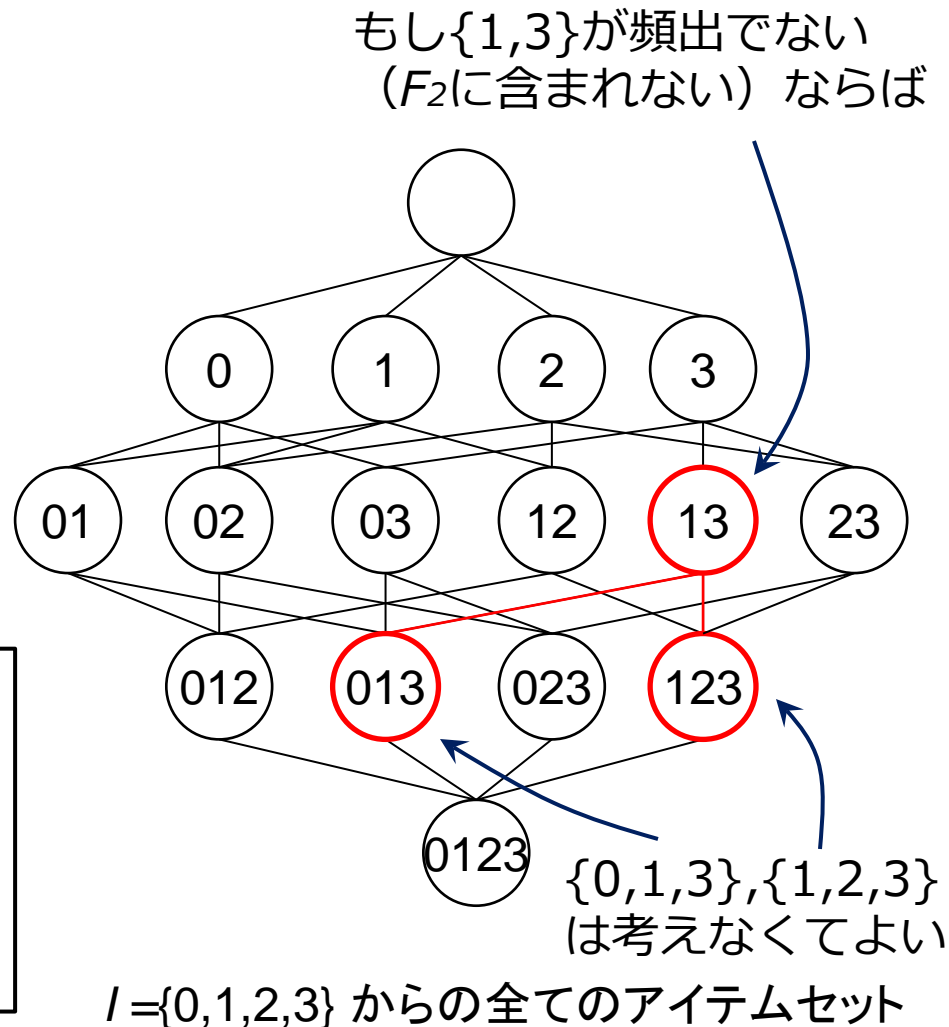 もし{1,3}が頻出でない
（F2に含まれない）ならば
0 1 2 3
01 02 03 12 13 23
012 013 023 123
0123
{0,1,3},{1,2,3}
は考えなくてよい
I ={0,1,2,3} からの全てのアイテムセット